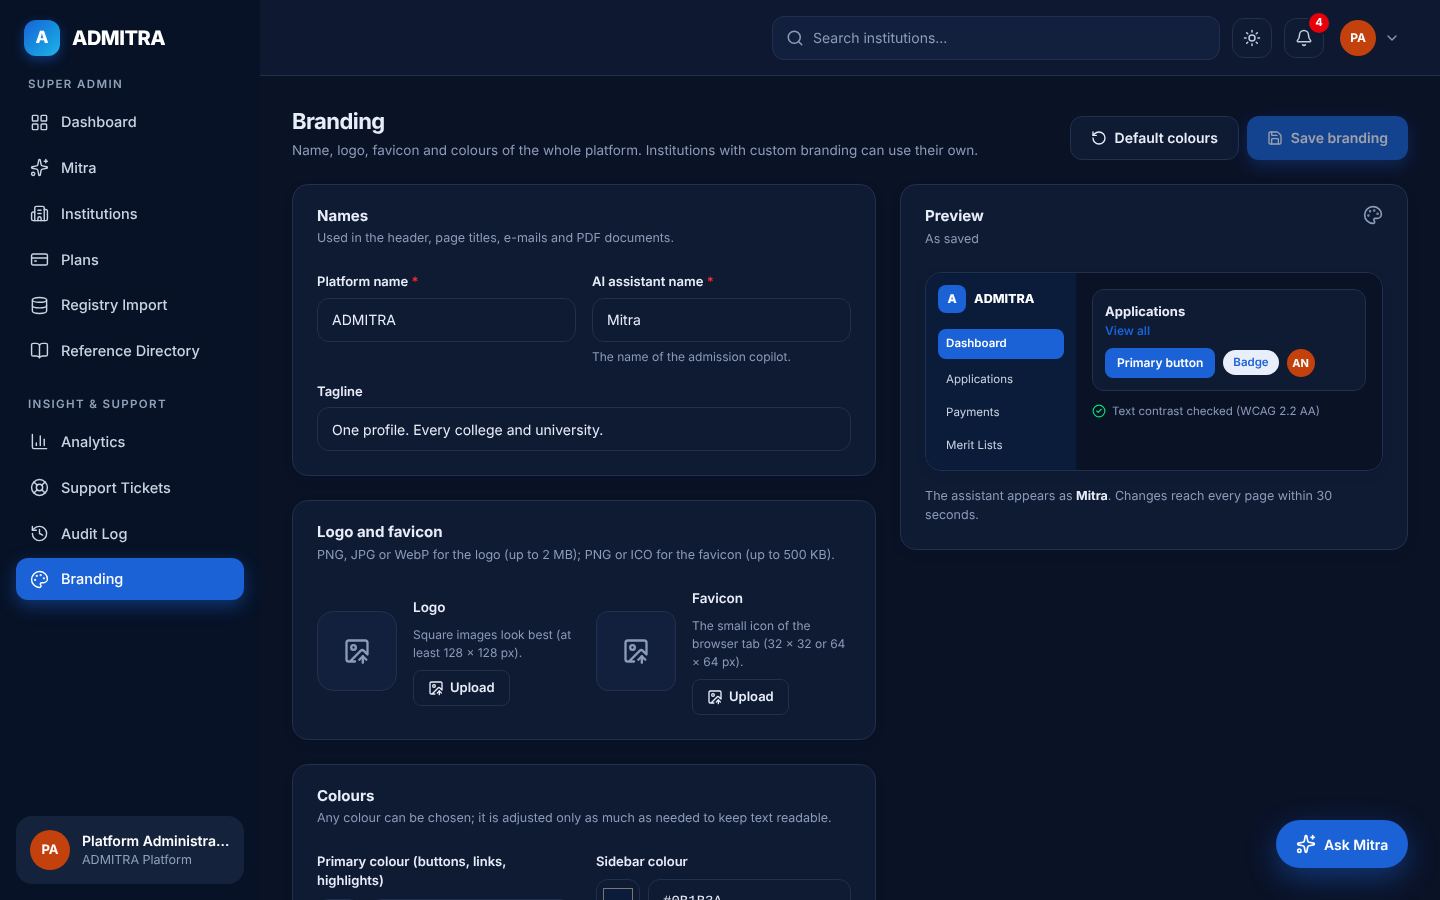 A
ADMITRA
SUPER ADMIN
Dashboard
Mitra
Institutions
Plans
Registry Import
Reference Directory
INSIGHT & SUPPORT
Analytics
Support Tickets
Audit Log
Branding
PA
Platform Administra...
ADMITRA Platform
Search institutions...
4
PA
Branding
Name, logo, favicon and colours of the whole platform. Institutions with custom branding can use their own.
Default colours
Save branding
Names
Used in the header, page titles, e-mails and PDF documents.
Platform name *
AI assistant name *
ADMITRA
Mitra
The name of the admission copilot.
Tagline
One profile. Every college and university.
Logo and favicon
PNG, JPG or WebP for the logo (up to 2 MB); PNG or ICO for the favicon (up to 500 KB).
Logo
Square images look best (at
least 128 × 128 px).
Upload
Favicon
The small icon of the
browser tab (32 × 32 or 64
× 64 px).
Upload
Colours
Any colour can be chosen; it is adjusted only as much as needed to keep text readable.
Primary colour (buttons, links,
highlights)
Sidebar colour
Preview
As saved
A
ADMITRA
Dashboard
Applications
Payments
Merit Lists
Applications
View all
Primary button
Badge
AN
Text contrast checked (WCAG 2.2 AA)
The assistant appears as Mitra. Changes reach every page within 30
seconds.
Ask Mitra